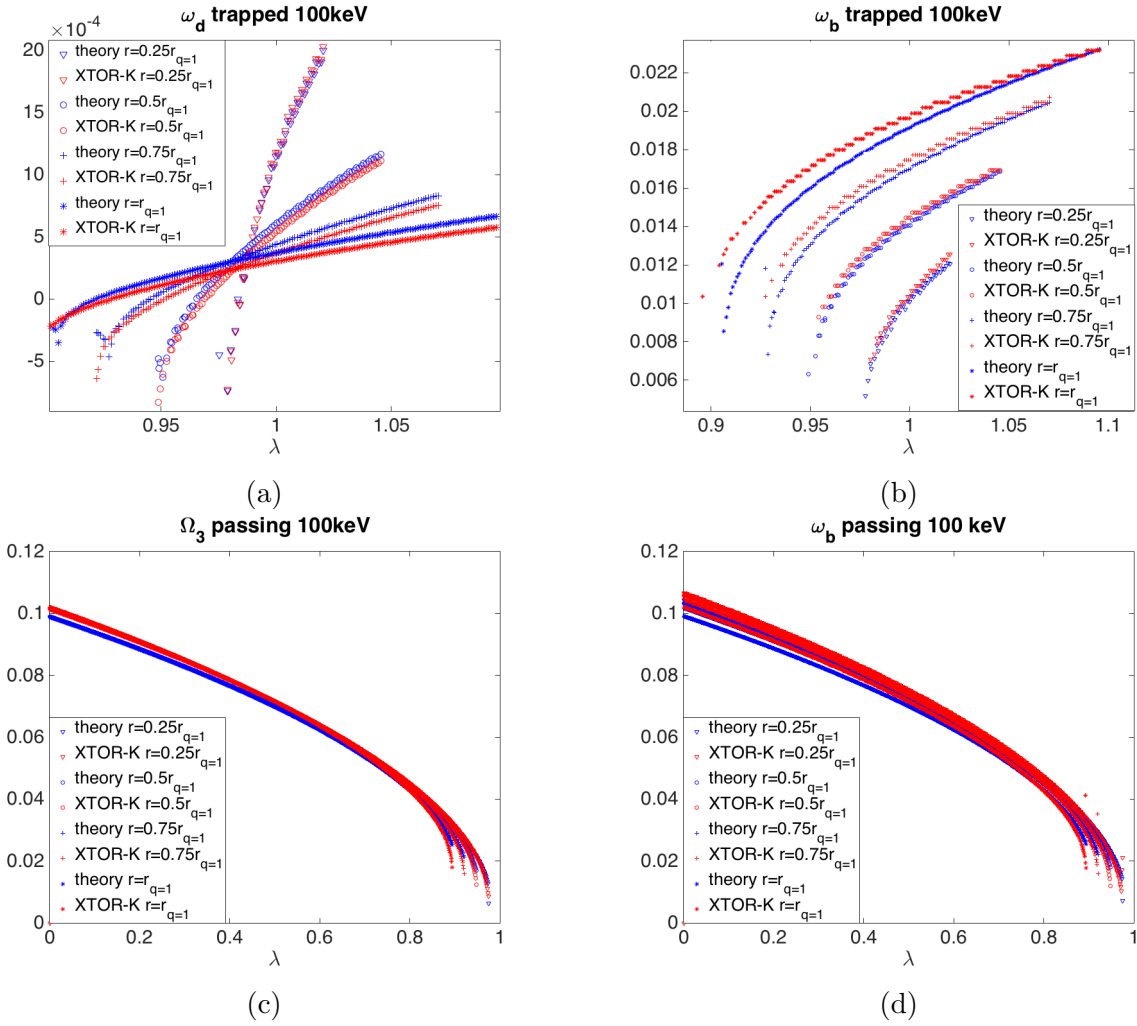 ω_d trapped 100keV
×10^-4
20
15
10
5
0
-5
0.95
1
1.05
λ
theory r=0.25r_q=1
XTOR-K r=0.25r_q=1
theory r=0.5r_q=1
XTOR-K r=0.5r_q=1
theory r=0.75r_q=1
XTOR-K r=0.75r_q=1
theory r=r_q=1
XTOR-K r=r_q=1
(a)
ω_b trapped 100keV
0.022
0.02
0.018
0.016
0.014
0.012
0.01
0.008
0.006
0.9
0.95
1
1.05
1.1
λ
theory r=0.25r_q=1
XTOR-K r=0.25r_q=1
theory r=0.5r_q=1
XTOR-K r=0.5r_q=1
theory r=0.75r_q=1
XTOR-K r=0.75r_q=1
theory r=r_q=1
XTOR-K r=r_q=1
(b)
Ω_3 passing 100keV
0.12
0.1
0.08
0.06
0.04
0.02
0
0
0.2
0.4
0.6
0.8
1
λ
theory r=0.25r_q=1
XTOR-K r=0.25r_q=1
theory r=0.5r_q=1
XTOR-K r=0.5r_q=1
theory r=0.75r_q=1
XTOR-K r=0.75r_q=1
theory r=r_q=1
XTOR-K r=r_q=1
(c)
ω_b passing 100 keV
0.12
0.1
0.08
0.06
0.04
0.02
0
0
0.2
0.4
0.6
0.8
1
λ
theory r=0.25r_q=1
XTOR-K r=0.25r_q=1
theory r=0.5r_q=1
XTOR-K r=0.5r_q=1
theory r=0.75r_q=1
XTOR-K r=0.75r_q=1
theory r=r_q=1
XTOR-K r=r_q=1
(d)